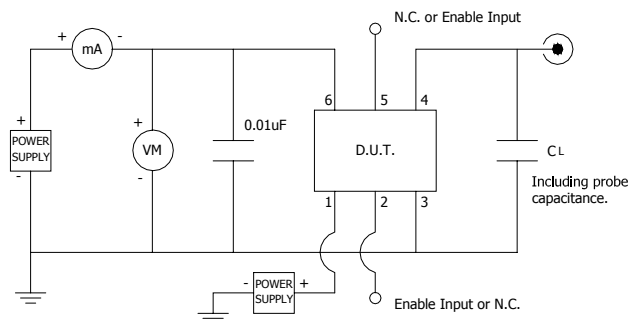 N.C. or Enable Input
+ mA -
6 5 4
+
POWER
SUPPLY
-
+
VM
-
0.01uF
D.U.T.
CL
Including probe
capacitance.
1 2 3
- POWER
SUPPLY +
Enable Input or N.C.